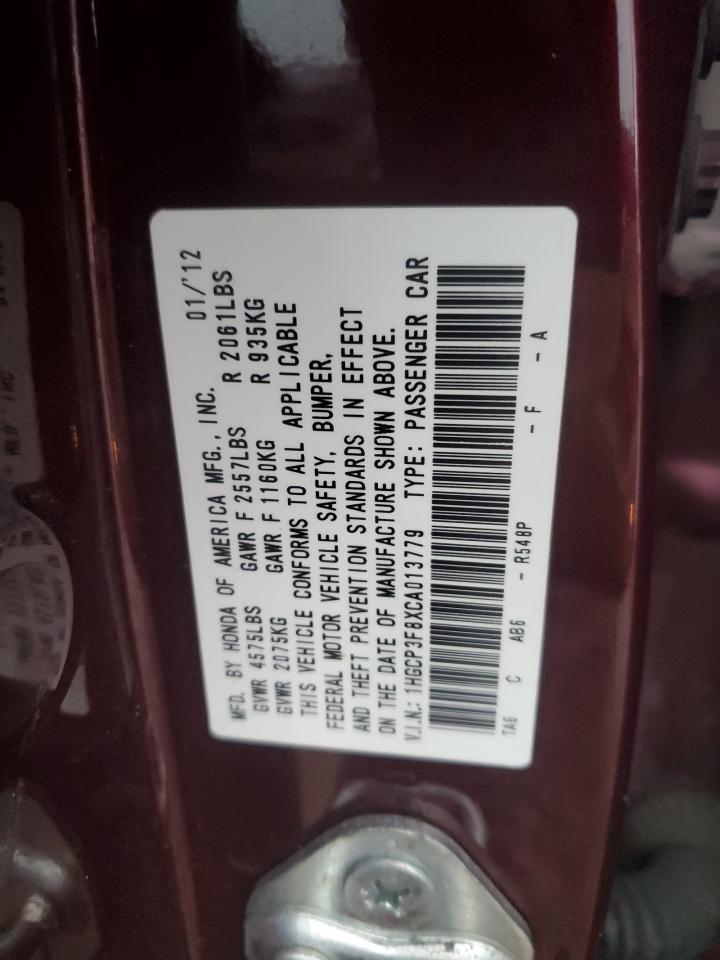 MFD. BY HONDA OF AMERICA MFG., INC. 01/'12
GVWR 4575LBS GAWR F 2557LBS R 2061LBS
GVWR 2075KG GAWR F 1160KG R 935KG
THIS VEHICLE CONFORMS TO ALL APPLICABLE
FEDERAL MOTOR VEHICLE SAFETY, BUMPER,
AND THEFT PREVENTION STANDARDS IN EFFECT
ON THE DATE OF MANUFACTURE SHOWN ABOVE.
V.I.N.: 1HGCP3F8XCA013779 TYPE: PASSENGER CAR
TA6 C AB6 - R548P - F - A